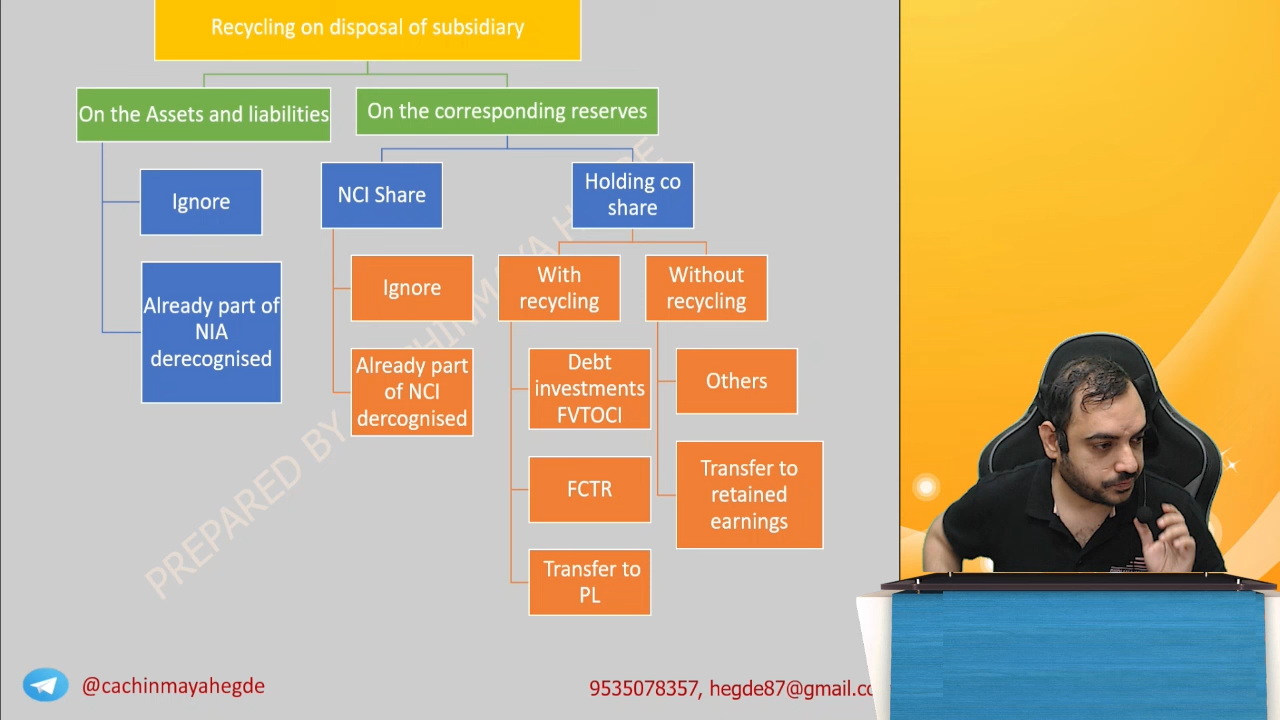 Recycling on disposal of subsidiary
On the Assets and liabilities
On the corresponding reserves
Ignore
Already part of
NIA
derecognised
NCI Share
Ignore
Already part
of NCI
dercognised
Holding co
share
With
recycling
Debt
investments
FVTOCI
FCTR
Transfer to
PL
Without
recycling
Others
Transfer to
retained
earnings
PREPARED BY
@cachinmayahegde
9535078357, hegde87@gmail.co